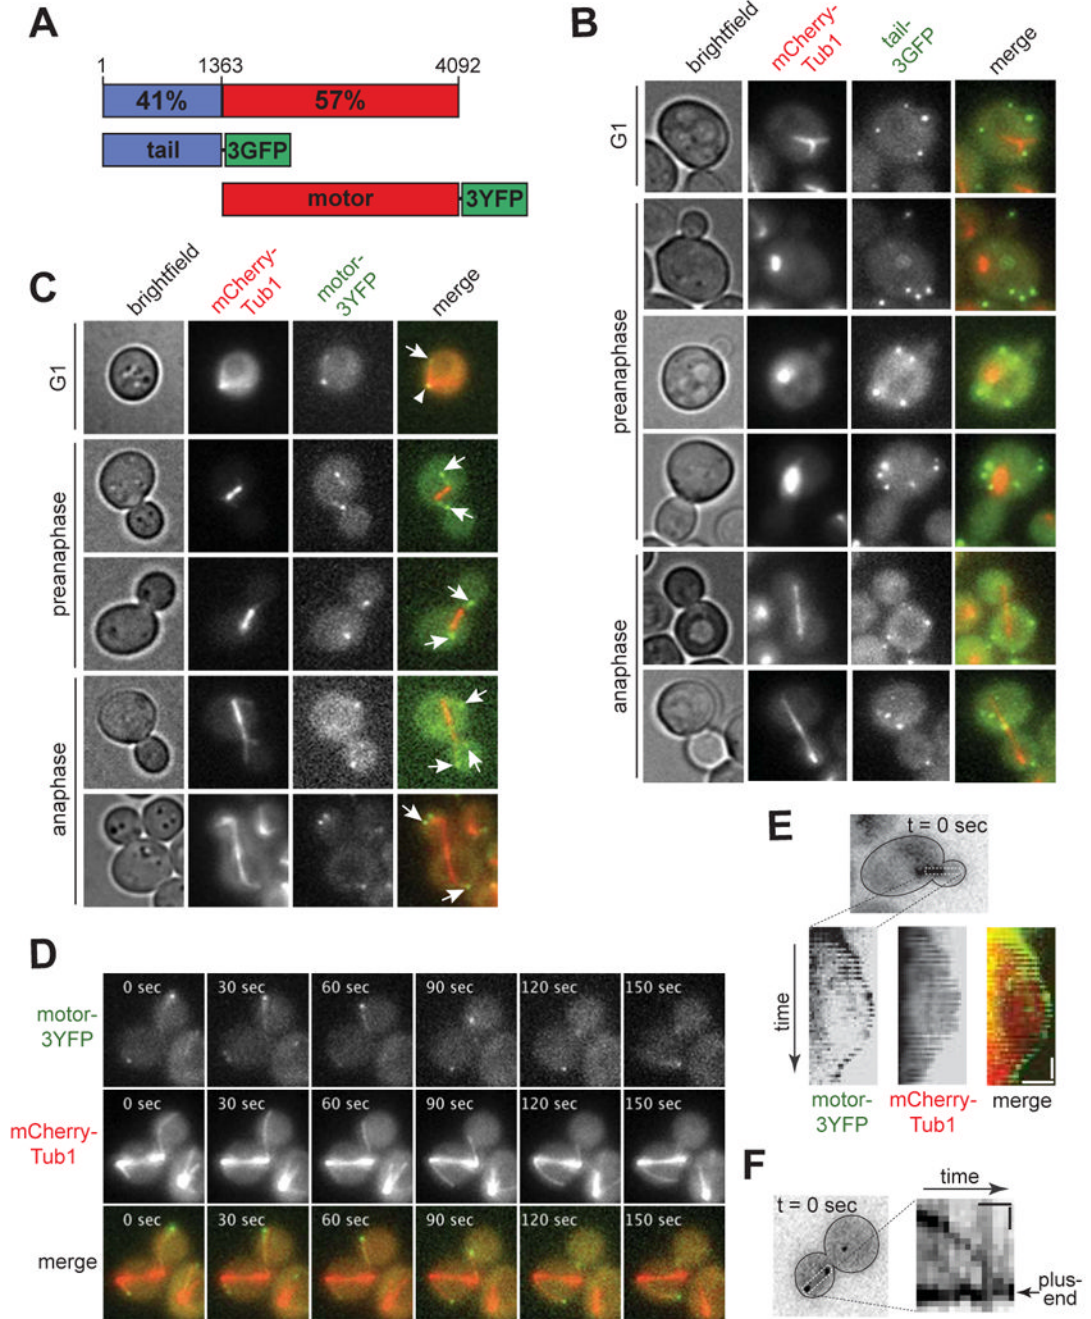 A
1 1363 4092
41% 57%
tail 3GFP
motor 3YFP
B
brightfield
mCherry-
Tub1
tail-
3GFP
merge
G1
preanaphase
anaphase
C
brightfield
mCherry-
Tub1
motor-
3YFP
merge
G1
preanaphase
anaphase
D
motor-
3YFP
0 sec 30 sec 60 sec 90 sec 120 sec 150 sec
mCherry-
Tub1
0 sec 30 sec 60 sec 90 sec 120 sec 150 sec
merge
0 sec 30 sec 60 sec 90 sec 120 sec 150 sec
E
t = 0 sec
time
motor-
3YFP
mCherry-
Tub1
merge
F
t = 0 sec
time
plus-
end